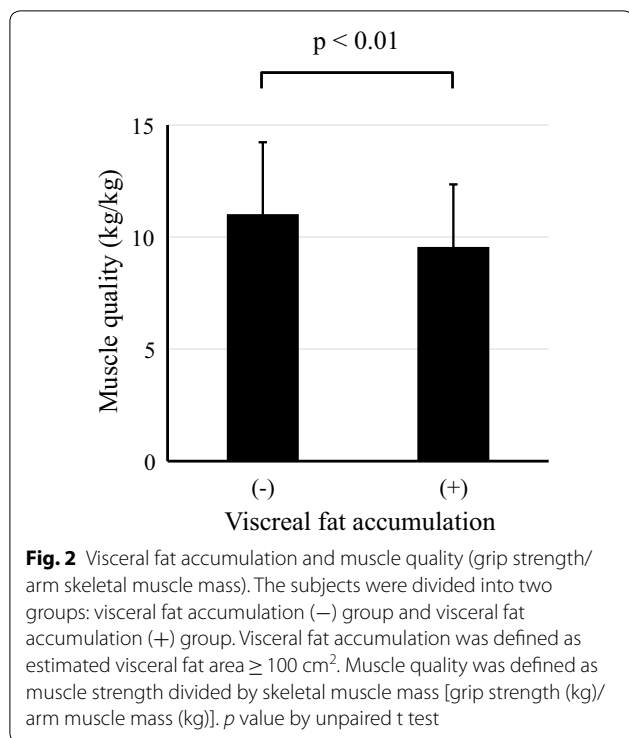 p < 0.01
15
10
5
0
Muscle quality (kg/kg)
(-)
(+)
Viscreal fat accumulation
Fig. 2 Visceral fat accumulation and muscle quality (grip strength/
arm skeletal muscle mass). The subjects were divided into two
groups: visceral fat accumulation (−) group and visceral fat
accumulation (+) group. Visceral fat accumulation was defined as
estimated visceral fat area ≥ 100 cm². Muscle quality was defined as
muscle strength divided by skeletal muscle mass [grip strength (kg)/
arm muscle mass (kg)]. p value by unpaired t test